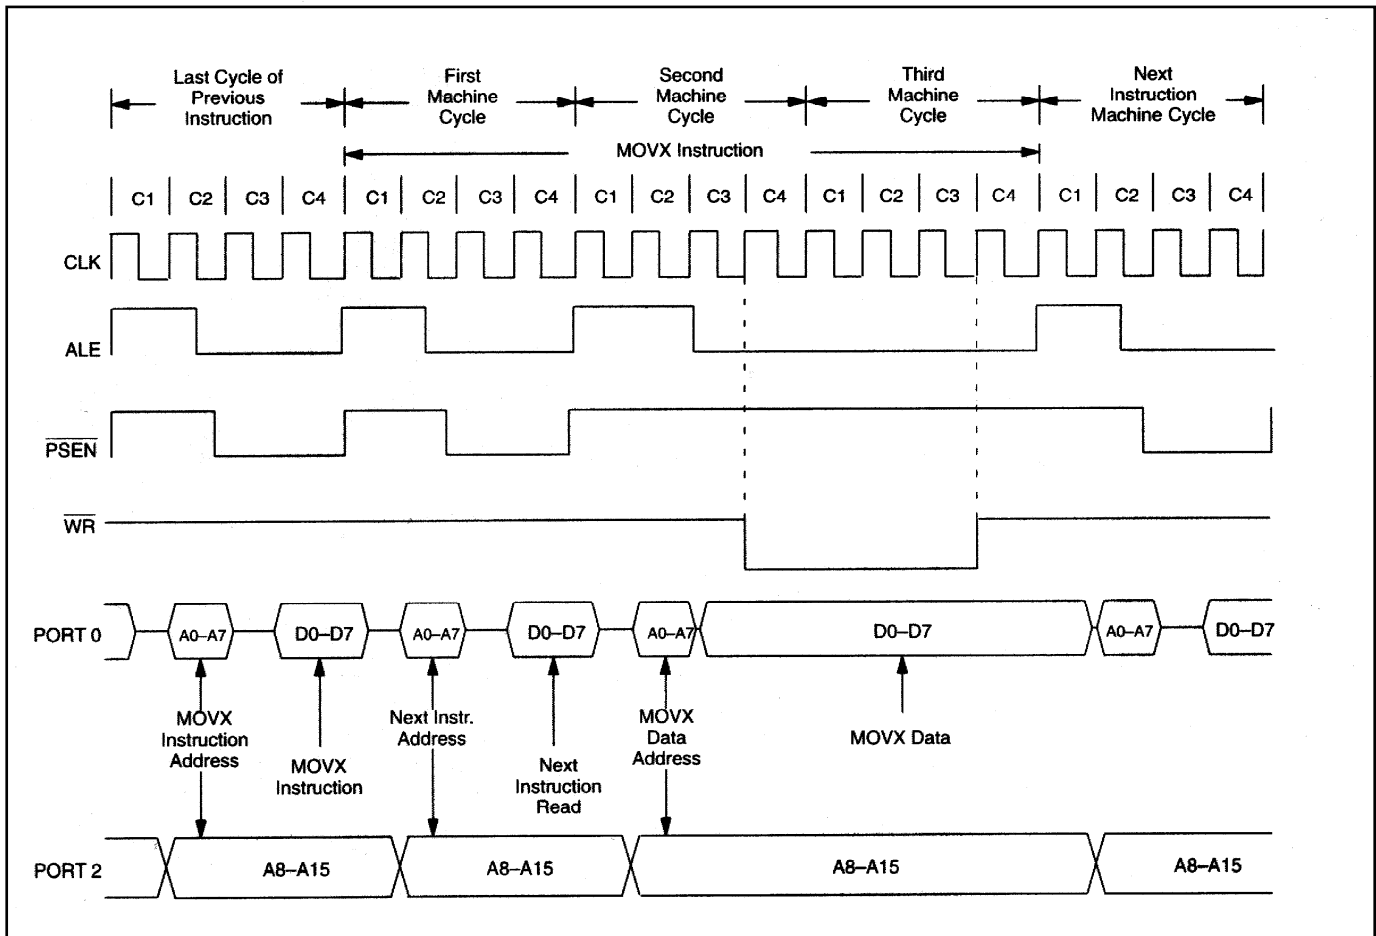 Last Cycle of
Previous
Instruction
First
Machine
Cycle
Second
Machine
Cycle
Third
Machine
Cycle
Next
Instruction
Machine Cycle
MOVX Instruction
C1 C2 C3 C4 C1 C2 C3 C4 C1 C2 C3 C4 C1 C2 C3 C4 C1 C2 C3 C4
CLK
ALE
PSEN
WR
PORT 0 A0–A7 D0–D7 A0–A7 D0–D7 A0–A7 D0–D7 A0–A7 D0–D7
MOVX
Instruction
Address
MOVX
Instruction
Next Instr.
Address
Next
Instruction
Read
MOVX
Data
Address
MOVX Data
PORT 2 A8–A15 A8–A15 A8–A15 A8–A15